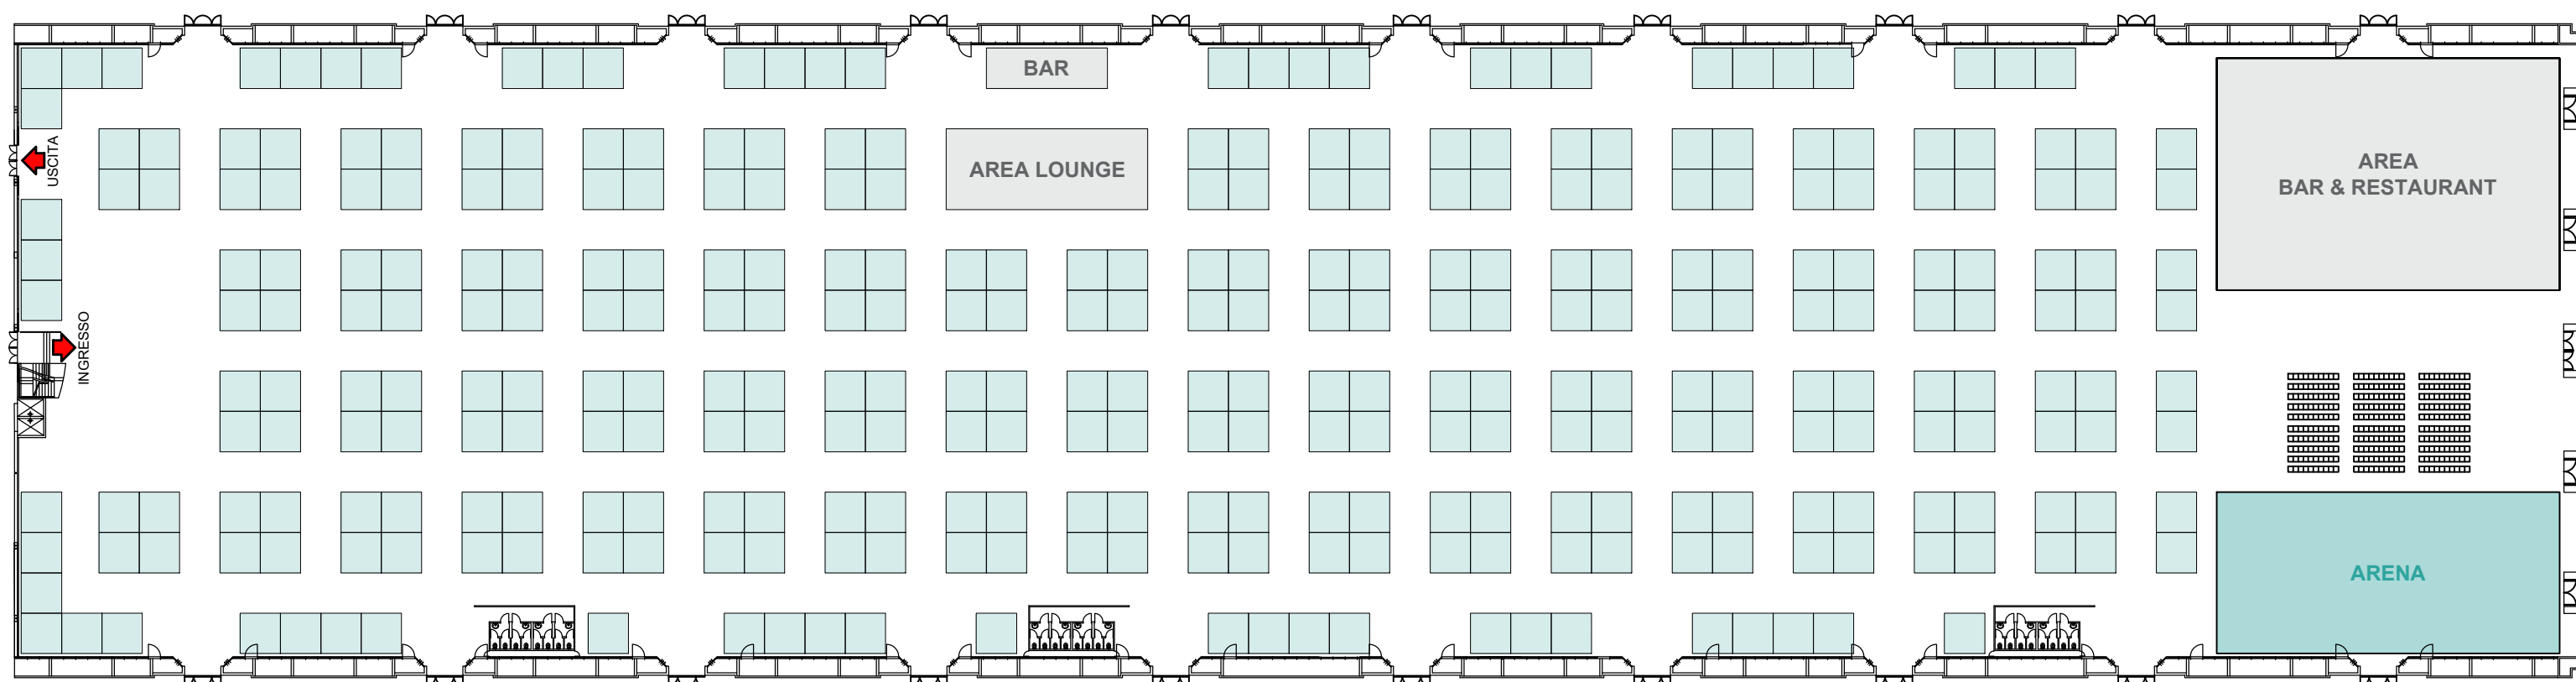 BAR
USCITA
AREA LOUNGE
AREA
BAR & RESTAURANT
INGRESSO
ARENA